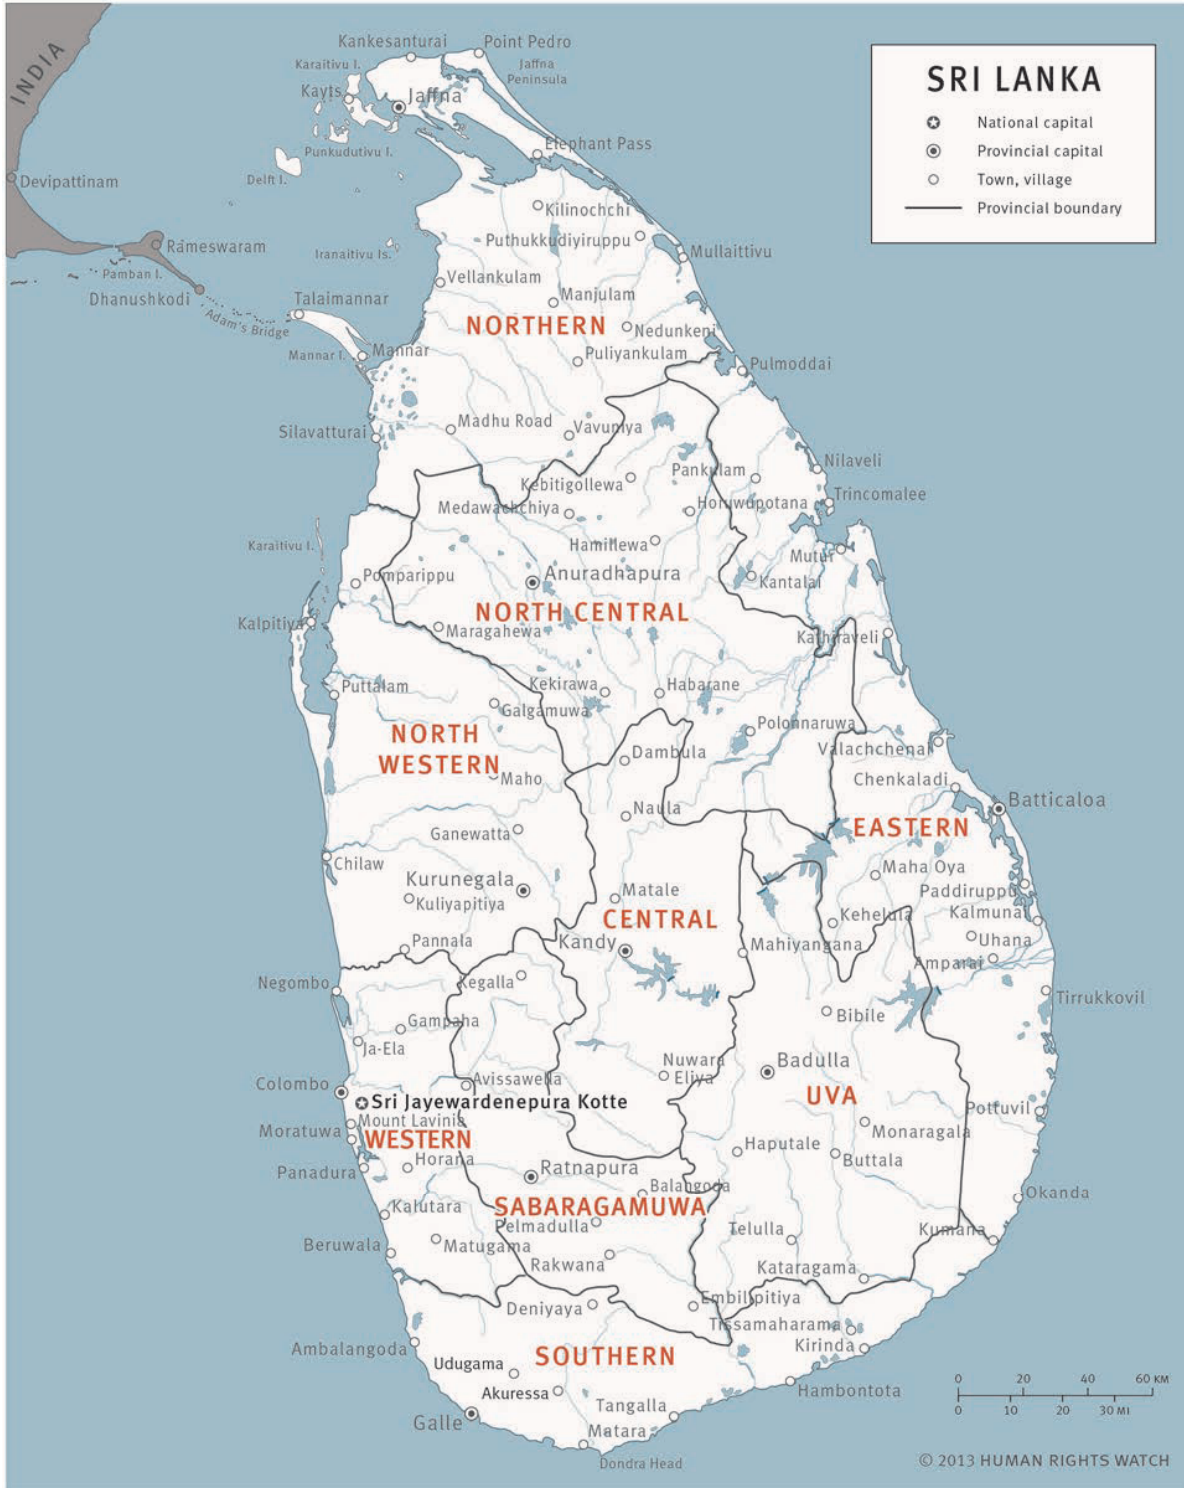 INDIA
Kankesanturai
Point Pedro
Karaitivu I.
Jaffna
Peninsula
Kayts
Jaffna
SRI LANKA
National capital
Provincial capital
Town, village
Provincial boundary
Elephant Pass
Punkudutivu I.
Delft I.
Devipattinam
Kilinochchi
Puthukkudiyiruppu
Mullaittivu
Rameswaram
Iranaitivu Is.
Pamban I.
Vellankulam
Dhanushkodi
Talaimannar
Manjulam
Adam's Bridge
NORTHERN
Nedunkeni
Mannar I.
Mannar
Puliyankulam
Pulmoddai
Madhu Road
Vavuniya
Silavatturai
Nilaveli
Pankulam
Kebitigollewa
Trincomalee
Medawachchiya
Horuwupotana
Karaitivu I.
Hamillewa
Mutur
Pomparippu
Anuradhapura
Kantalai
NORTH CENTRAL
Kalpitiya
Maragahewa
Kathiraveli
Puttalam
Kekirawa
Habarane
Galgamuwa
Polonnaruwa
NORTH
WESTERN
Dambula
Valachchenai
Maho
Chenkaladi
Batticaloa
Naula
Ganewatta
EASTERN
Chilaw
Maha Oya
Kurunegala
Matale
Paddiruppu
Kuliyapitiya
CENTRAL
Kehelula
Kalmunai
Pannala
Kandy
Mahiyangana
Uhana
Amparai
Negombo
Kegalla
Tirrukkovil
Gampaha
Bibile
Ja-Ela
Nuwara
Eliya
Badulla
Colombo
Avissawella
UVA
Sri Jayewardenepura Kotte
Pottuvil
Mount Lavinia
Moratuwa
WESTERN
Monaragala
Panadura
Horana
Ratnapura
Haputale
Buttala
Balangoda
Okanda
Kalutara
SABARAGAMUWA
Pelmadulla
Telulla
Kumana
Beruwala
Matugama
Rakwana
Kataragama
Deniyaya
Embilipitiya
Tissamaharama
Ambalangoda
Kirinda
Udugama
SOUTHERN
Akuressa
Hambontota
Galle
Tangalla
Matara
Dondra Head
0 20 40 60 KM
0 10 20 30 MI
© 2013 HUMAN RIGHTS WATCH